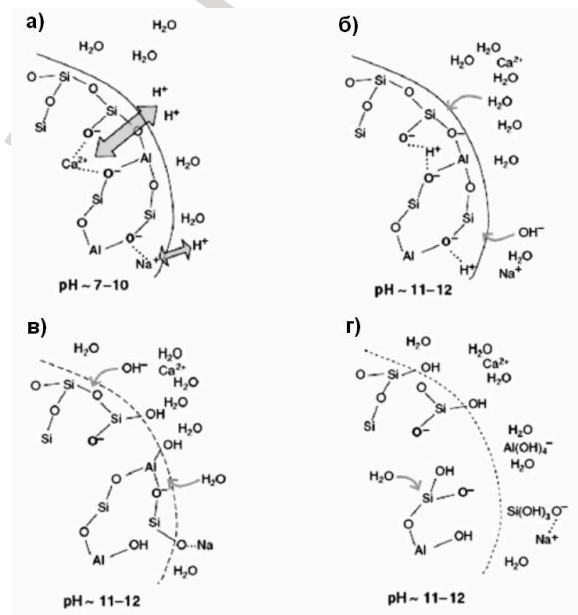 а)
H₂O
H₂O
H₂O
O
Si
O
H⁺
O
Si
H⁺
Si
O⁻
O
Ca²⁺
O⁻
Al
H₂O
Si
O
O
Si
H₂O
Al
O⁻
H⁺
Na⁺
pH ~ 7–10
б)
H₂O
H₂O
Ca²⁺
H₂O
O
Si
O
H₂O
O
Si
H₂O
Si
O⁻
O⁻
H⁺
O⁻
Al
H₂O
Si
O
O
Si
OH⁻
Al
O⁻
H₂O
H⁺
Na⁺
pH ~ 11–12
в)
H₂O
H₂O
OH⁻
Ca²⁺
O
Si
O
H₂O
O
Si
OH
H₂O
Si
O⁻
H₂O
OH
O
Al
Si
O⁻
H₂O
O
Si
Al
OH
O
Na
H₂O
pH ~ 11–12
г)
H₂O
H₂O
OH
Ca²⁺
O
Si
H₂O
O
O
Si
OH
Si
O⁻
H₂O
Al(OH)₄⁻
H₂O
OH
H₂O
Si
O⁻
O
Si(OH)₃O⁻
Al
OH
Na⁺
H₂O
pH ~ 11–12